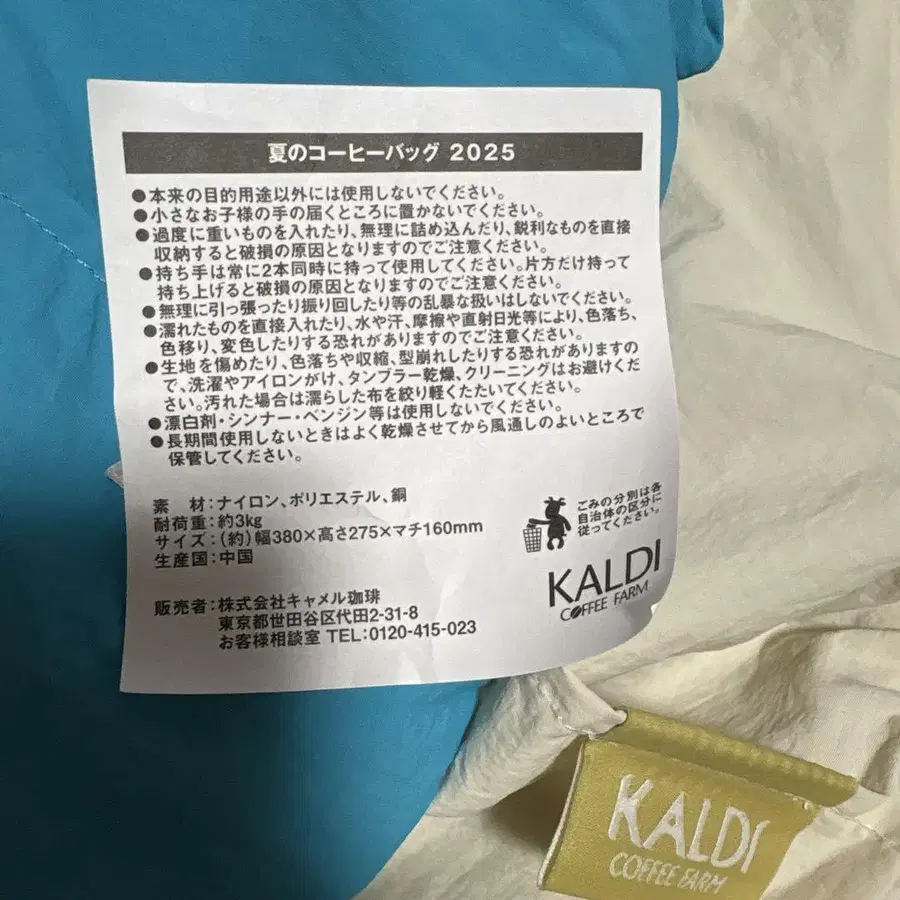 夏のコーヒーバッグ 2025
●本来の目的用途以外には使用しないでください。
●小さなお子様の手の届くところに置かないでください。
●過度に重いものを入れたり、無理に詰め込んだり、鋭利なものを直接
収納すると破損の原因となりますのでご注意ください。
●持ち手は常に2本同時に持って使用してください。片方だけ持って
持ち上げると破損の原因となりますのでご注意ください。
●無理に引っ張ったり振り回したり等の乱暴な扱いはしないでください。
●濡れたものを直接入れたり、水や汗、摩擦や直射日光等により、色落ち、
色移り、変色したりする恐れがありますのでご注意ください。
●生地を傷めたり、色落ちや収縮、型崩れしたりする恐れがありますの
で、洗濯やアイロンがけ、タンブラー乾燥、クリーニングはお避けくだ
さい。汚れた場合は濡らした布を絞り軽くたたいてください。
●漂白剤・シンナー・ベンジン等は使用しないでください。
●長期間使用しないときはよく乾燥させてから風通しのよいところで
保管してください。
素 材:ナイロン、ポリエステル、銅
耐荷重:約3kg
サイズ:(約)幅380×高さ275×マチ160mm
生産国:中国
ごみの分別は各
自治体の区分に
従ってください。
KALDI
COFFEE FARM
販売者:株式会社キャメル珈琲
東京都世田谷区代田2-31-8
お客様相談室 TEL:0120-415-023
KALDI
COFFEE FARM